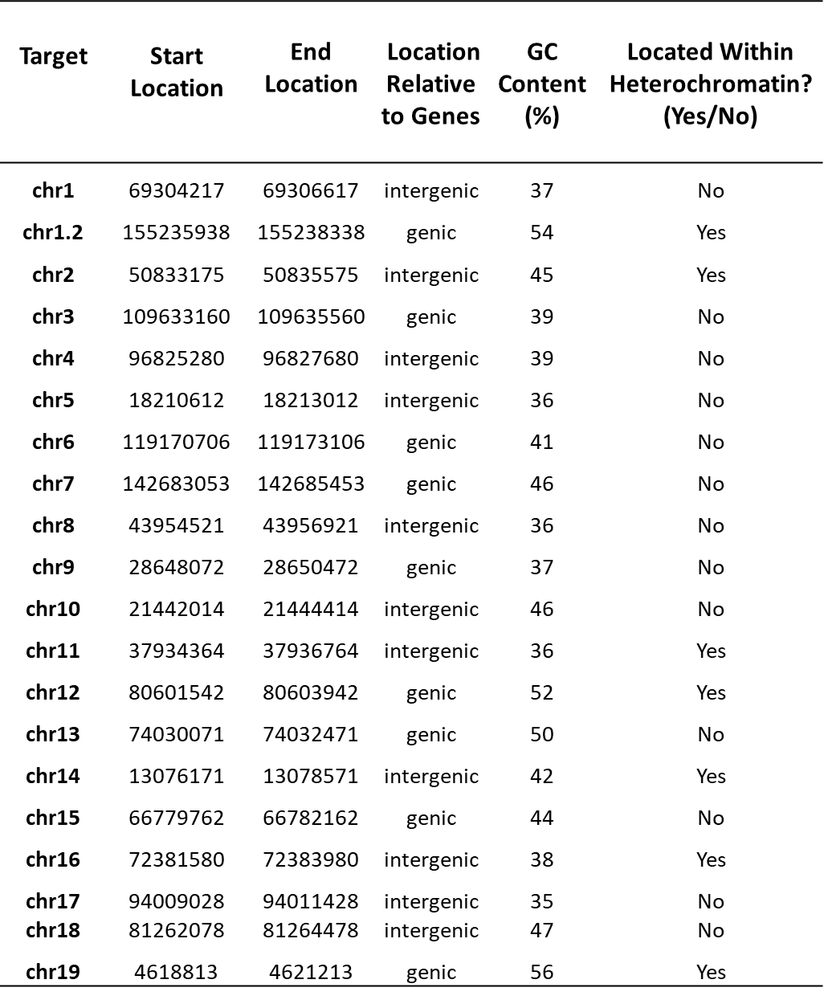 Target Start Location End Location Location Relative to Genes GC Content (%) Located Within Heterochromatin? (Yes/No)
chr1 69304217 69306617 intergenic 37 No
chr1.2 155235938 155238338 genic 54 Yes
chr2 50833175 50835575 intergenic 45 Yes
chr3 109633160 109635560 genic 39 No
chr4 96825280 96827680 intergenic 39 No
chr5 18210612 18213012 intergenic 36 No
chr6 119170706 119173106 genic 41 No
chr7 142683053 142685453 genic 46 No
chr8 43954521 43956921 intergenic 36 No
chr9 28648072 28650472 genic 37 No
chr10 21442014 21444414 intergenic 46 No
chr11 37934364 37936764 intergenic 36 Yes
chr12 80601542 80603942 genic 52 Yes
chr13 74030071 74032471 genic 50 No
chr14 13076171 13078571 intergenic 42 Yes
chr15 66779762 66782162 genic 44 No
chr16 72381580 72383980 intergenic 38 Yes
chr17 94009028 94011428 intergenic 35 No
chr18 81262078 81264478 intergenic 47 No
chr19 4618813 4621213 genic 56 Yes